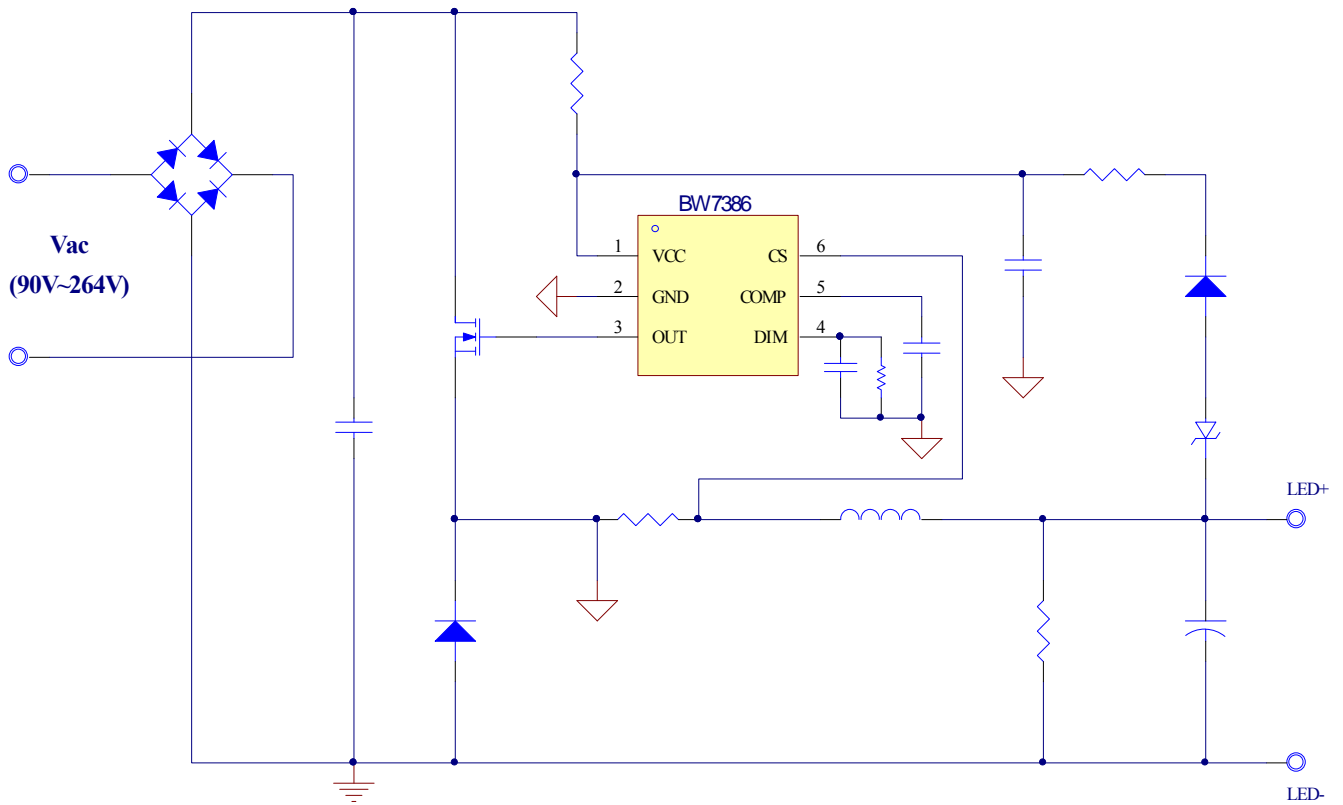 BW7386
Vac
(90V~264V)
1 VCC CS 6
2 GND COMP 5
3 OUT DIM 4
LED+
LED-